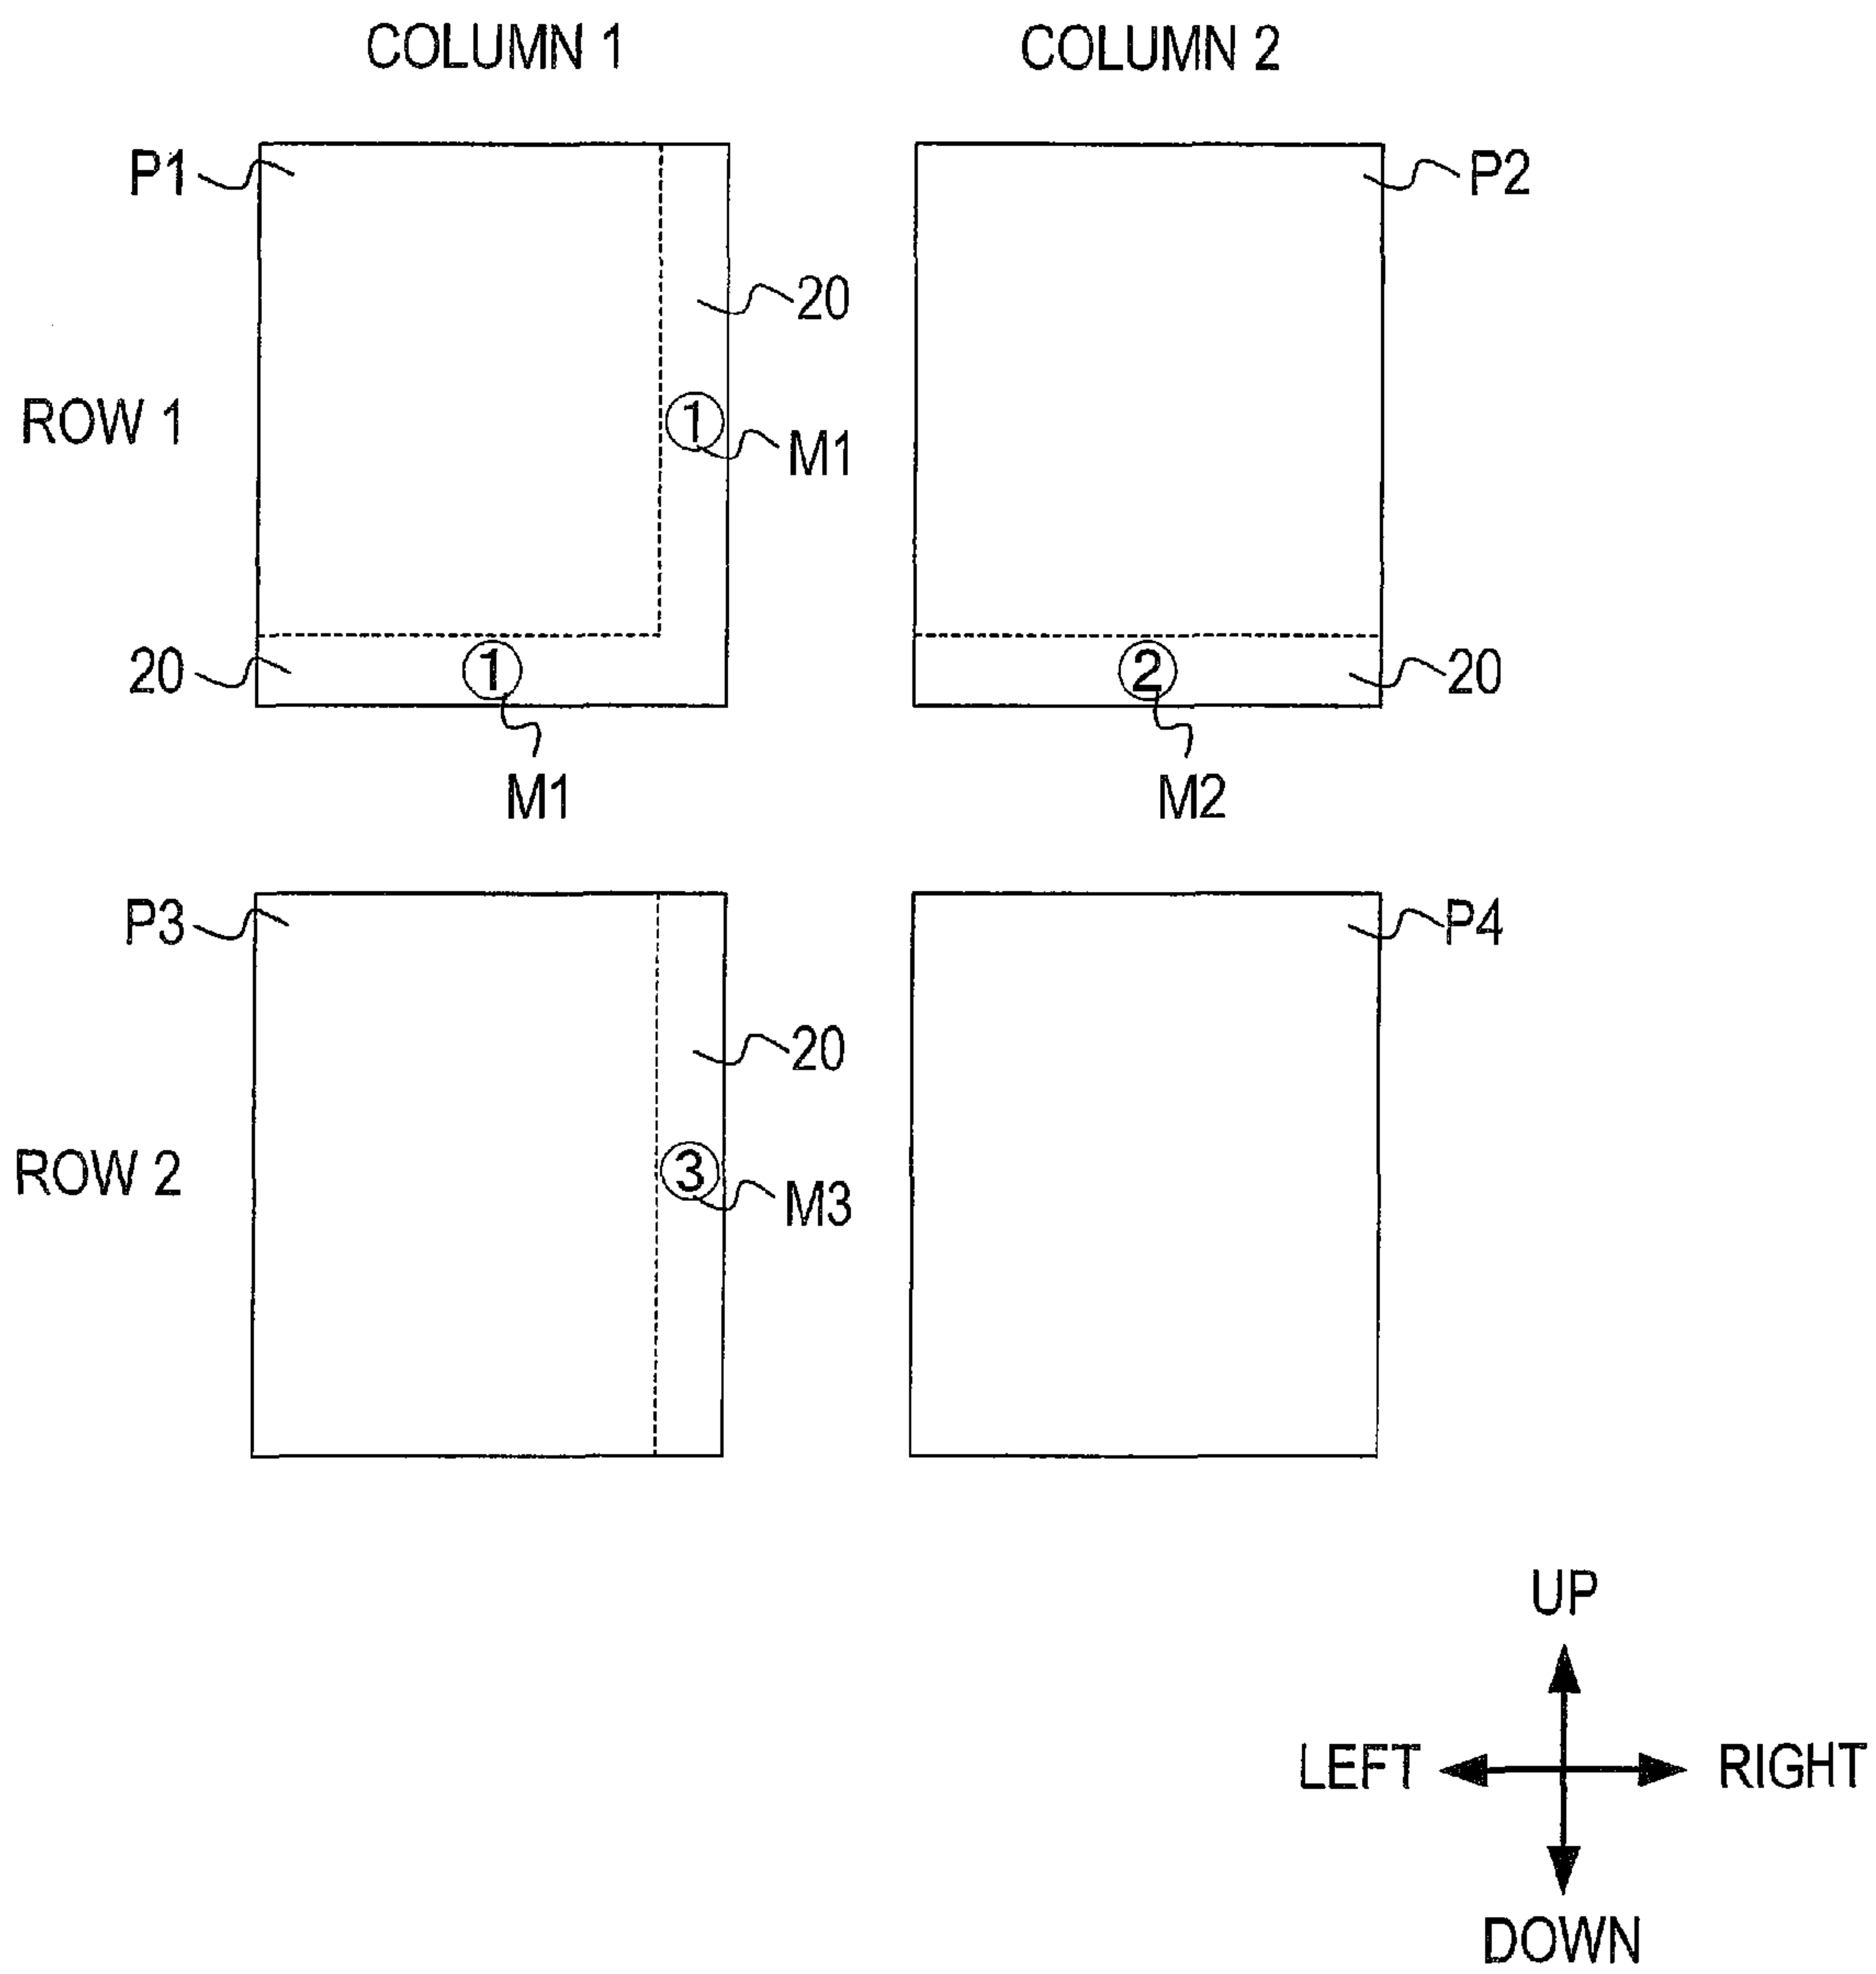 COLUMN 1 COLUMN 2
P1 P2
20
ROW 1 ① M1
20 ① ② 20
M1 M2
P3 P4
20
ROW 2 ③ M3
UP
LEFT RIGHT
DOWN